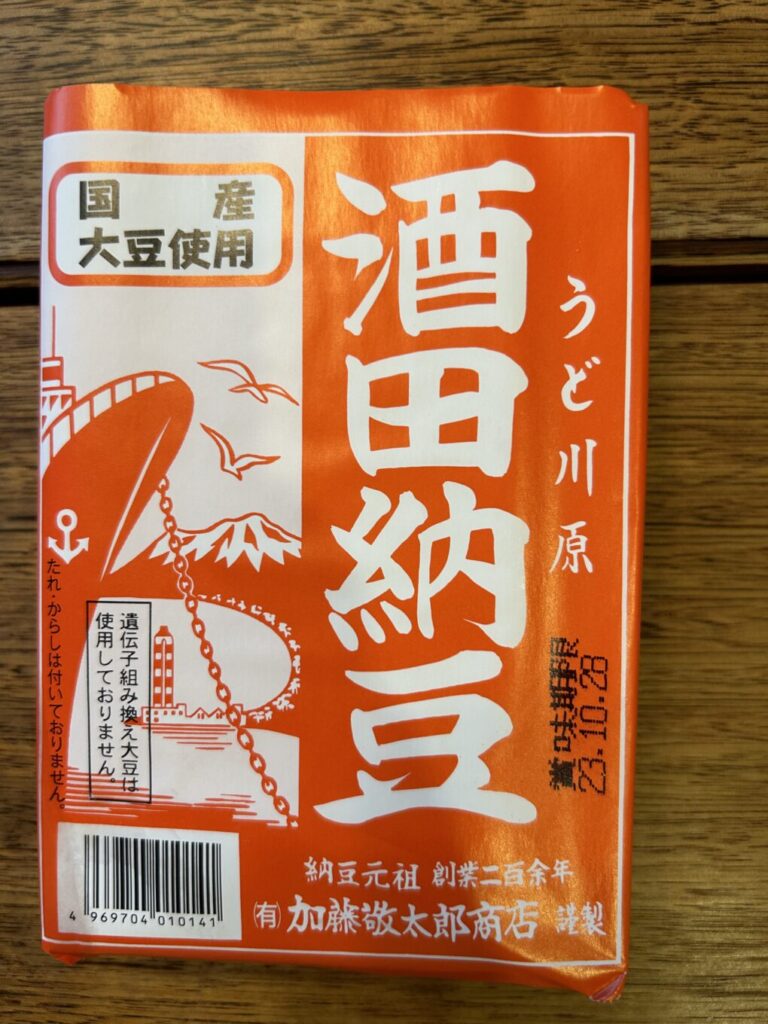 国産
大豆使用
酒田納豆
うど川原
賞味期限
23.10.28
たれ・からしは付いておりません。
遺伝子組み換え大豆は
使用しておりません。
納豆元祖 創業二百余年
㈲加藤敬太郎商店 謹製
4 969704 010141